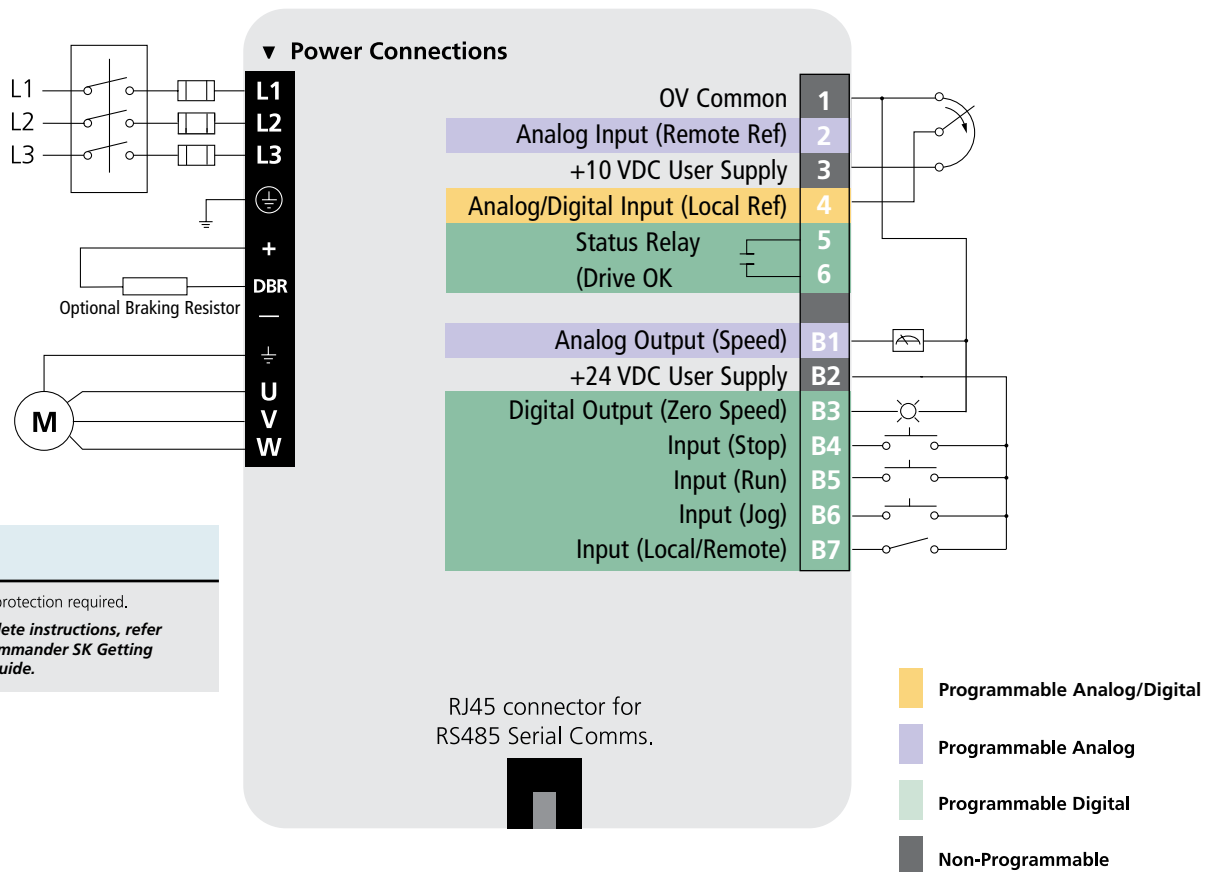 ▼ Power Connections
L1
L2
L3
L1
L2
L3
+
DBR
—
Optional Braking Resistor
U
V
W
M
OV Common 1
Analog Input (Remote Ref) 2
+10 VDC User Supply 3
Analog/Digital Input (Local Ref) 4
Status Relay 5
(Drive OK 6
Analog Output (Speed) B1
+24 VDC User Supply B2
Digital Output (Zero Speed) B3
Input (Stop) B4
Input (Run) B5
Input (Jog) B6
Input (Local/Remote) B7
protection required.
lete instructions, refer
mmander SK Getting
uide.
RJ45 connector for
RS485 Serial Comms.
Programmable Analog/Digital
Programmable Analog
Programmable Digital
Non-Programmable